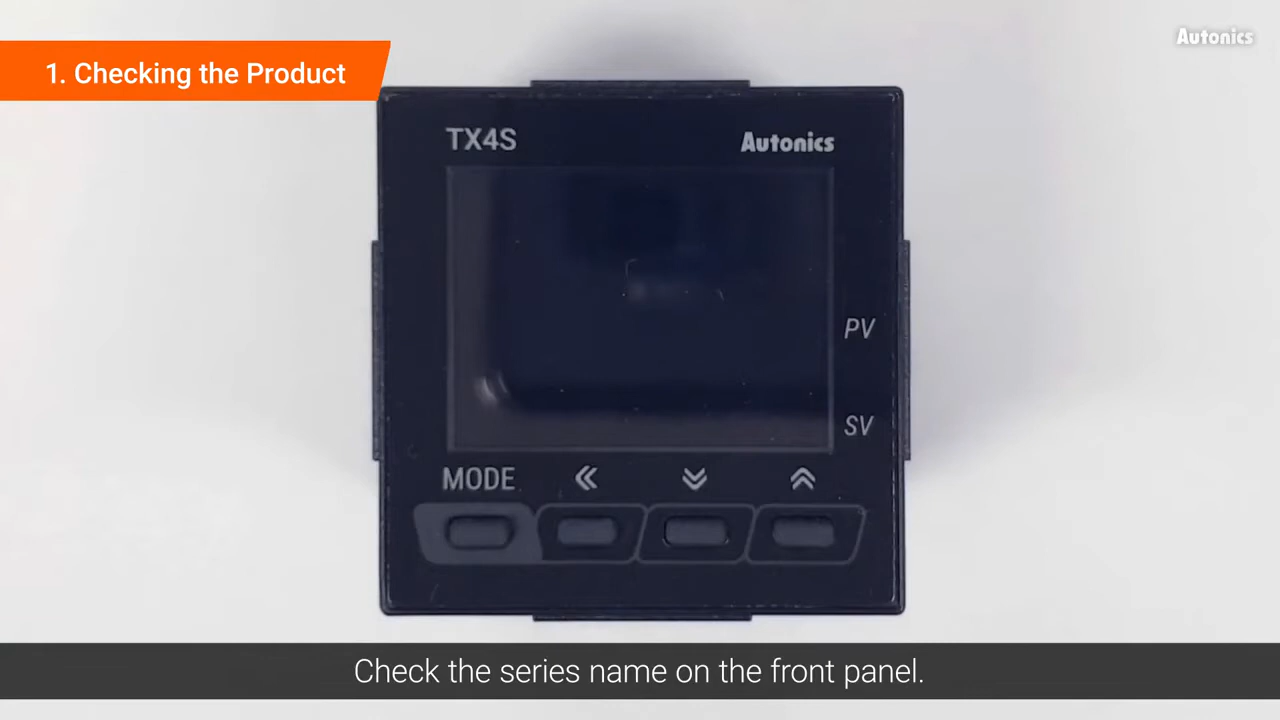 Autonics
1. Checking the Product
TX4S
Autonics
PV
SV
MODE
Check the series name on the front panel.